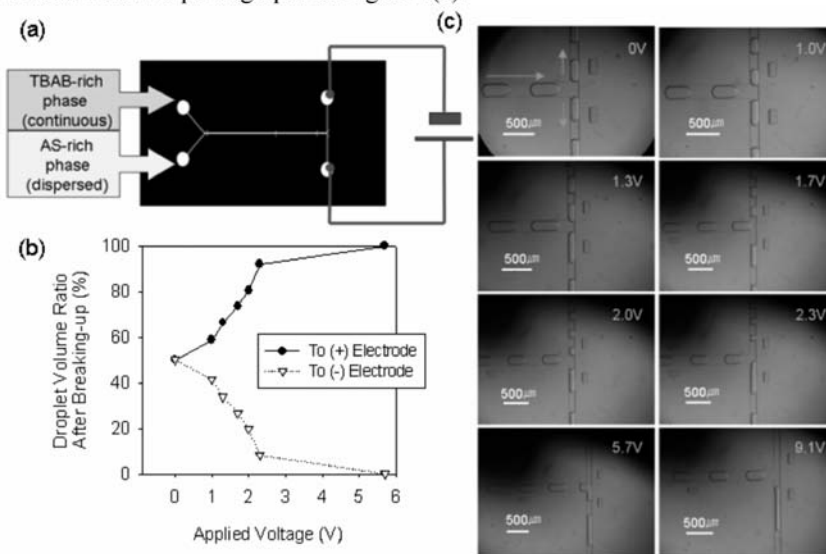 (a)
TBAB-rich
phase
(continuous)
AS-rich
phase
(dispersed)
(b)
Droplet Volume Ratio
After Breaking-up (%)
100
80
60
40
20
0
To (+) Electrode
To (-) Electrode
0 1 2 3 4 5 6
Applied Voltage (V)
(c)
0V
500㎛
1.0V
500㎛
1.3V
500㎛
1.7V
500㎛
2.0V
500㎛
2.3V
500㎛
5.7V
500㎛
9.1V
500㎛